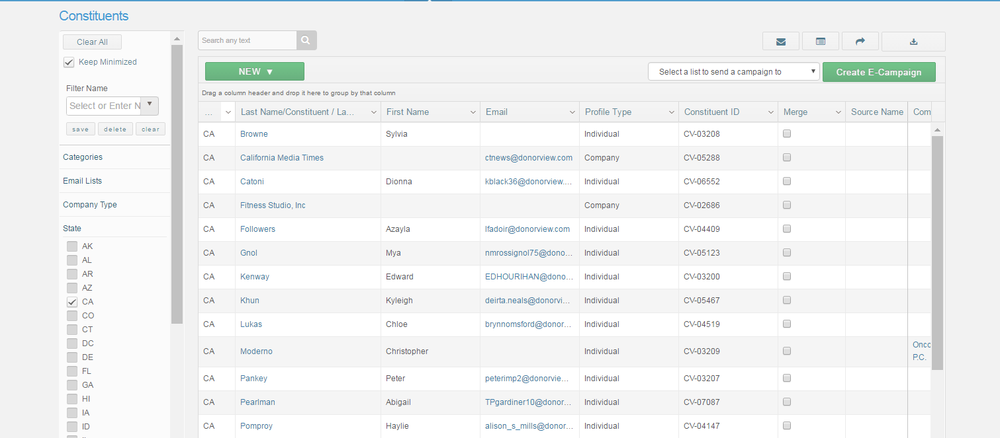 Constituents
Clear All
Keep Minimized
Filter Name
Select or Enter N
save delete clear
Categories
Email Lists
Company Type
State
AK
AL
AR
AZ
CA
CO
CT
DC
DE
FL
GA
HI
IA
ID
Search any text
NEW ▼
Select a list to send a campaign to
Create E-Campaign
Drag a column header and drop it here to group by that column
... Last Name/Constituent / La... First Name Email Profile Type Constituent ID Merge Source Name Com
CA Browne Sylvia Individual CV-03208
CA California Media Times ctnews@donorview.com Company CV-05288
CA Catoni Dionna kblack36@donorview.... Individual CV-06552
CA Fitness Studio, Inc Company CV-02686
CA Followers Azayla lfadoir@donorview.com Individual CV-04409
CA Gnol Mya nmrossignol75@dono... Individual CV-05123
CA Kenway Edward EDHOURIHAN@dono... Individual CV-03200
CA Khun Kyleigh deirta.neals@donorvi... Individual CV-05467
CA Lukas Chloe brynnomsford@donor... Individual CV-04519
CA Moderno Christopher Individual CV-03209 Onco
P.C.
CA Pankey Peter peterimp2@donorvie... Individual CV-03207
CA Pearlman Abigail TPgardiner10@donor... Individual CV-07087
CA Pomproy Haylie alison_s_mills@donor... Individual CV-04147